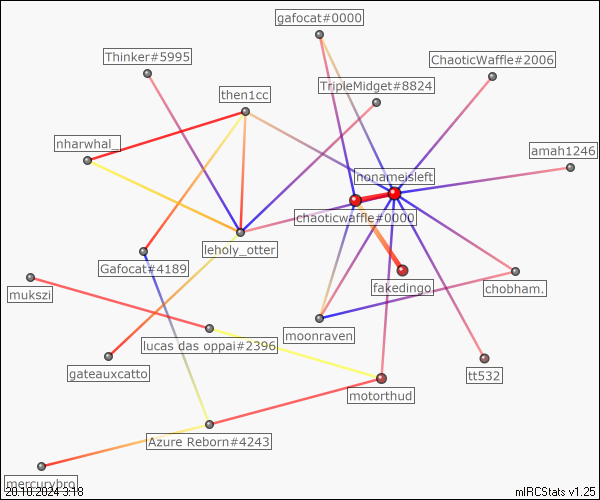 gafocat#0000
Thinker#5995
ChaoticWaffle#2006
then1cc
TripleMidget#8824
nharwhal_
amah1246
nonameisleft
chaoticwaffle#0000
leholy_otter
Gafocat#4189
mukszi
fakedingo
chobham.
moonraven
lucas das oppai#2396
gateauxcatto
tt532
motorthud
Azure Reborn#4243
mercurybro
20.10.2024 3:18
mIRCStats v1.25